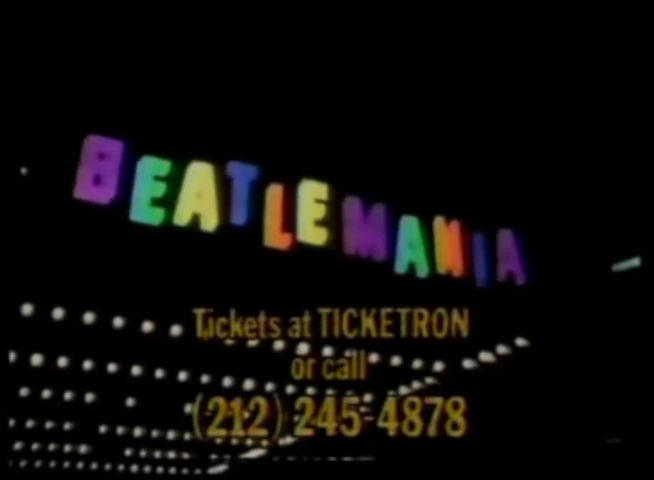 BEATLEMANIA
Tickets at TICKETRON
or call
(212) 245-4878